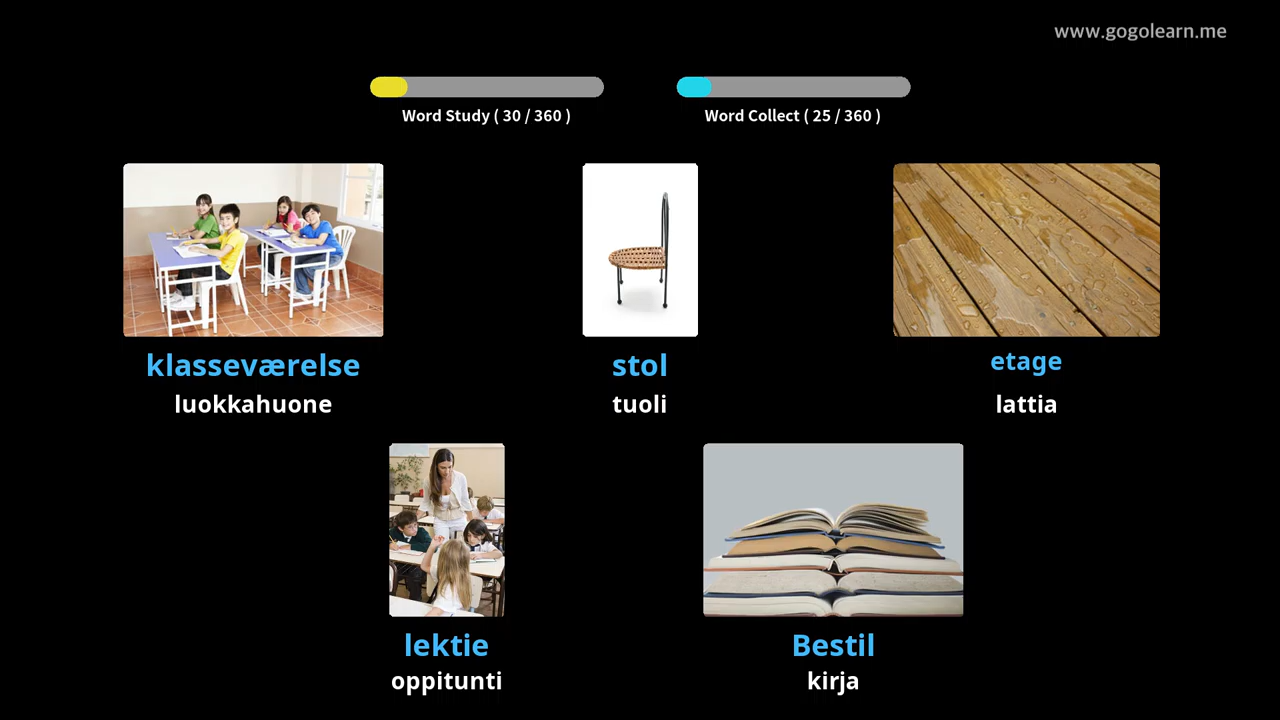 www.gogolearn.me
Word Study ( 30 / 360 )
Word Collect ( 25 / 360 )
klasseværelse
luokkahuone
stol
tuoli
etage
lattia
lektie
oppitunti
Bestil
kirja